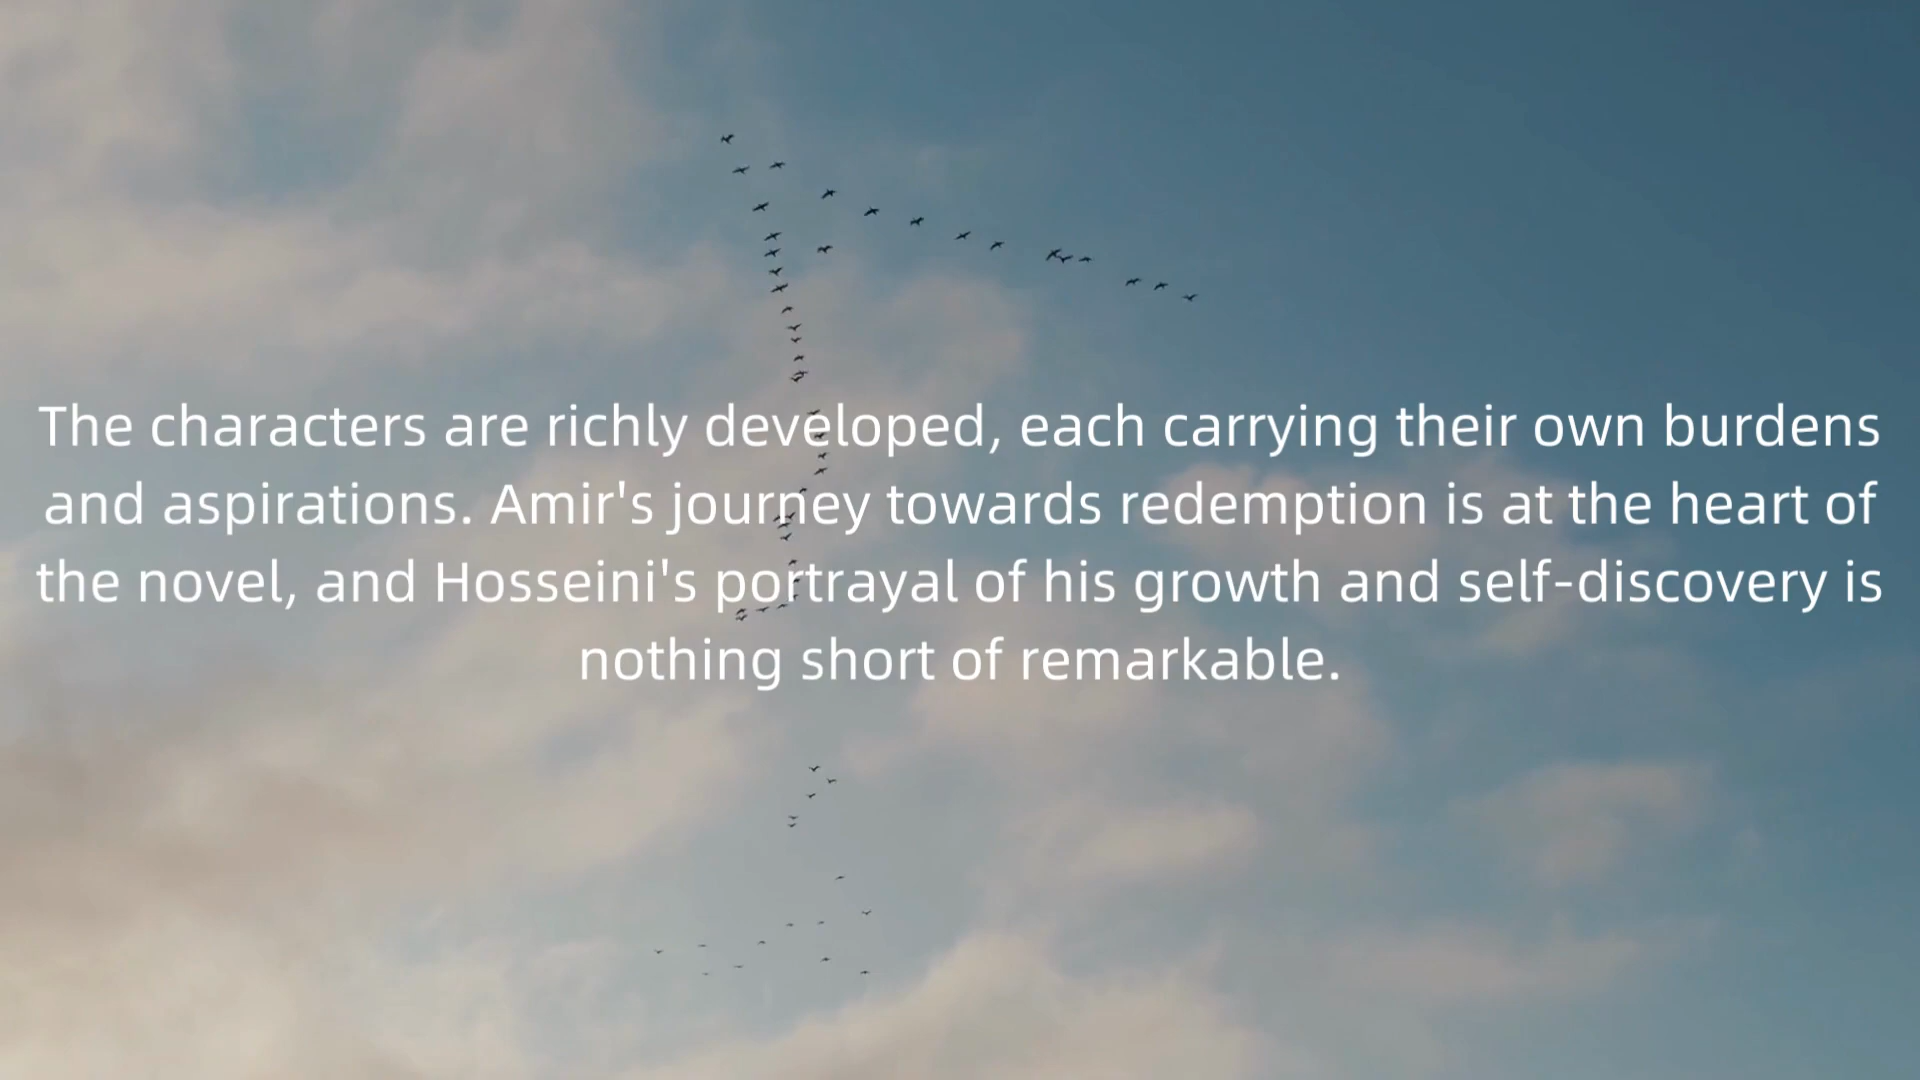 The characters are richly developed, each carrying their own burdens
and aspirations. Amir's journey towards redemption is at the heart of
the novel, and Hosseini's portrayal of his growth and self-discovery is
nothing short of remarkable.